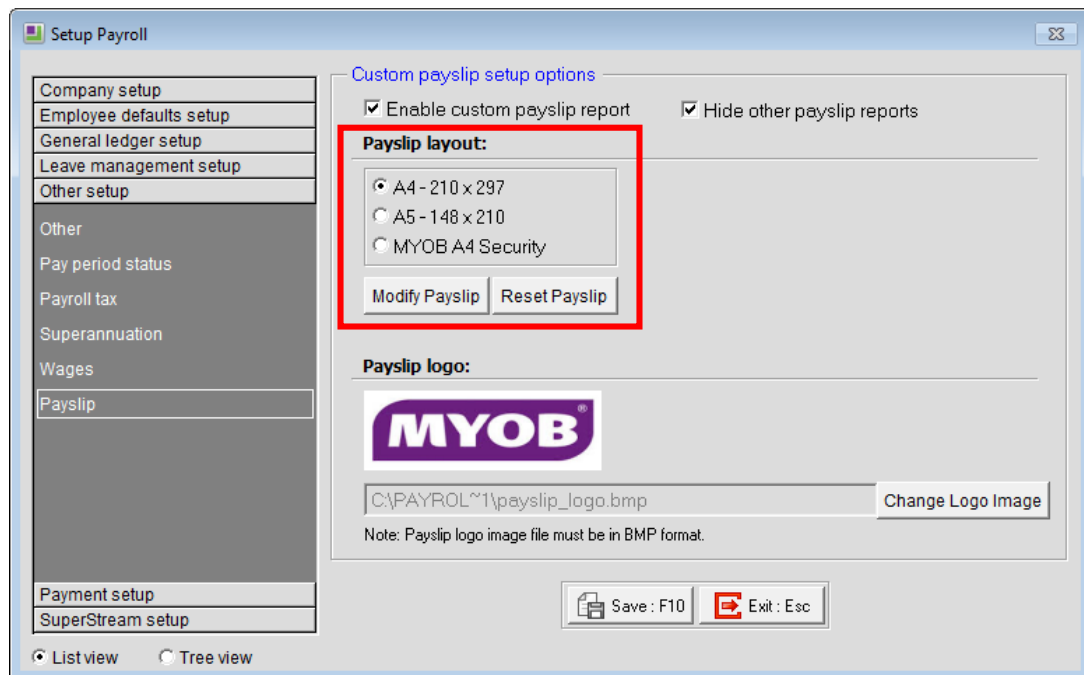 Setup Payroll
Company setup
Employee defaults setup
General ledger setup
Leave management setup
Other setup
Other
Pay period status
Payroll tax
Superannuation
Wages
Payslip
Payment setup
SuperStream setup
List view Tree view
Custom payslip setup options
Enable custom payslip report Hide other payslip reports
Payslip layout:
A4 - 210 x 297
A5 - 148 x 210
MYOB A4 Security
Modify Payslip Reset Payslip
Payslip logo:
MYOB®
C:\PAYROL~1\payslip_logo.bmp Change Logo Image
Note: Payslip logo image file must be in BMP format.
Save : F10 Exit : Esc